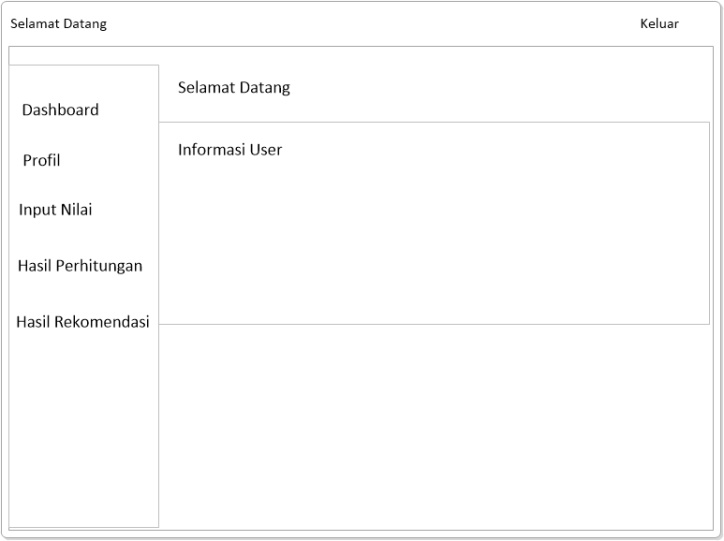 Selamat Datang
Keluar
Dashboard
Profil
Input Nilai
Hasil Perhitungan
Hasil Rekomendasi
Selamat Datang
Informasi User